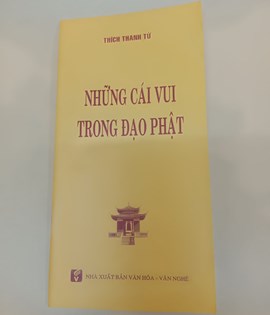 THÍCH THANH TỪ
NHỮNG CÁI VUI
TRONG ĐẠO PHẬT
NHÀ XUẤT BẢN VĂN HÓA - VĂN NGHỆ